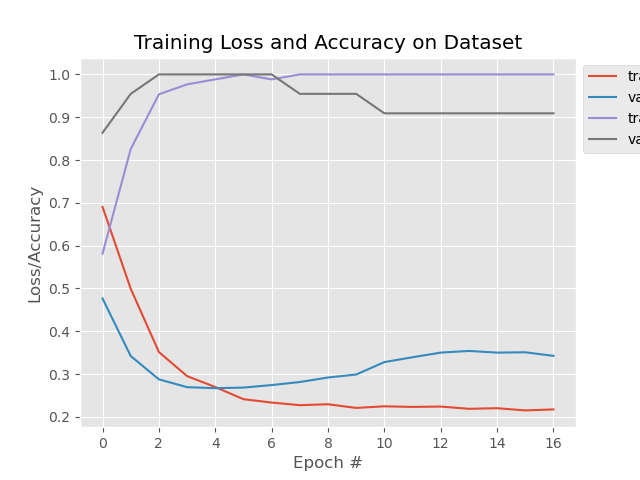 Training Loss and Accuracy on Dataset
1.0
0.9
0.8
0.7
0.6
0.5
0.4
0.3
0.2
Loss/Accuracy
0 2 4 6 8 10 12 14 16
Epoch #
tra
va
tra
va